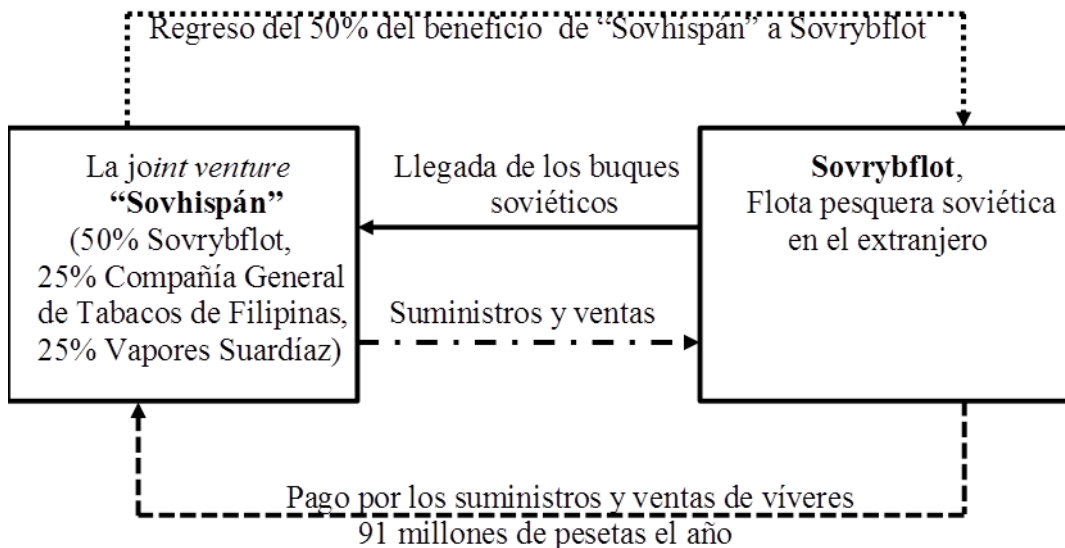 Regreso del 50% del beneficio de “Sovhispán” a Sovrybflot
La joint venture
“Sovhispán”
(50% Sovrybflot,
25% Compañía General
de Tabacos de Filipinas,
25% Vapores Suardíaz)
Llegada de los buques
soviéticos
Suministros y ventas
Sovrybflot,
Flota pesquera soviética
en el extranjero
Pago por los suministros y ventas de víveres
91 millones de pesetas el año